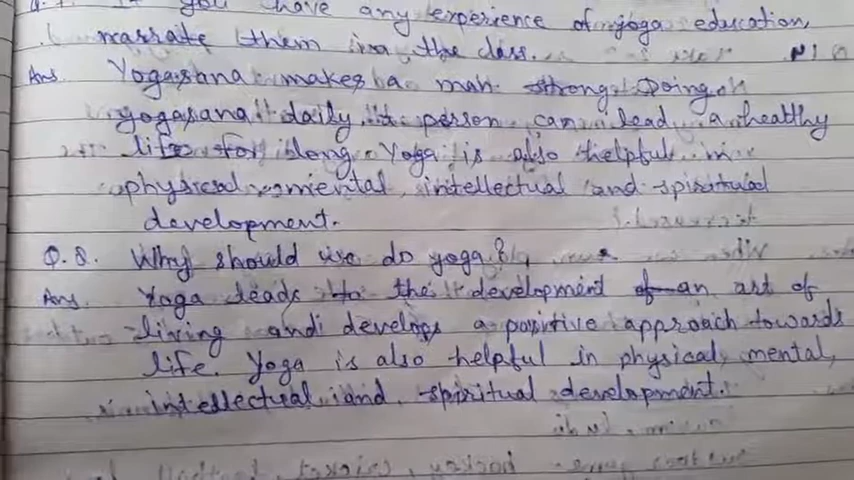 you have any experience of yoga education,
narrate them in the class.
Ans. Yogashna makes a man strong. Doing
yogasana daily a person can lead a healthy
life for long. Yoga is also helpful in
physical, mental, intellectual and spiritual
development.
Q.8. Why should we do yoga?
Ans. Yoga leads to the development of an art of
living and develops a positive approach towards
life. Yoga is also helpful in physical, mental,
intellectual and spiritual development.